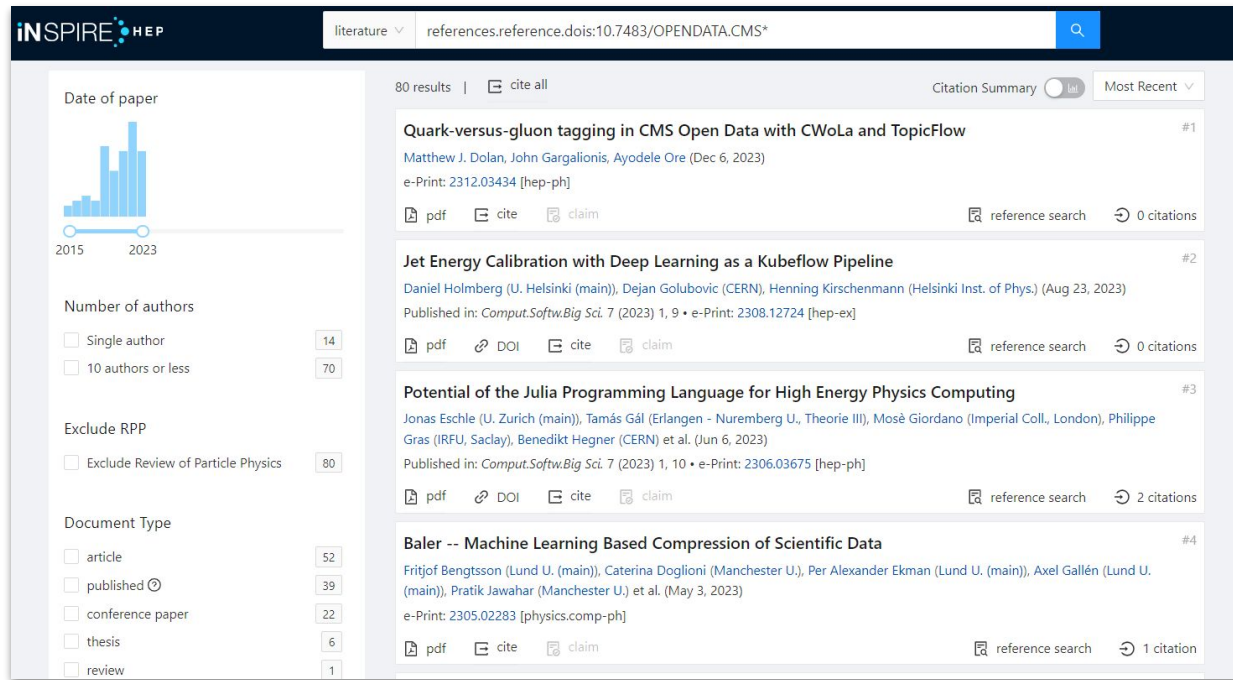 iNSPIRE HEP
literature references.reference.dois:10.7483/OPENDATA.CMS*
Date of paper
2015 2023
Number of authors
Single author 14
10 authors or less 70
Exclude RPP
Exclude Review of Particle Physics 80
Document Type
article 52
published 39
conference paper 22
thesis 6
review 1
80 results | cite all Citation Summary Most Recent
Quark-versus-gluon tagging in CMS Open Data with CWoLa and TopicFlow #1
Matthew J. Dolan, John Gargalionis, Ayodele Ore (Dec 6, 2023)
e-Print: 2312.03434 [hep-ph]
pdf cite claim reference search 0 citations
Jet Energy Calibration with Deep Learning as a Kubeflow Pipeline #2
Daniel Holmberg (U. Helsinki (main)), Dejan Golubovic (CERN), Henning Kirschenmann (Helsinki Inst. of Phys.) (Aug 23, 2023)
Published in: Comput.Softw.Big Sci. 7 (2023) 1, 9 • e-Print: 2308.12724 [hep-ex]
pdf DOI cite claim reference search 0 citations
Potential of the Julia Programming Language for High Energy Physics Computing #3
Jonas Eschle (U. Zurich (main)), Tamás Gál (Erlangen - Nuremberg U., Theorie III), Mosè Giordano (Imperial Coll., London), Philippe
Gras (IRFU, Saclay), Benedikt Hegner (CERN) et al. (Jun 6, 2023)
Published in: Comput.Softw.Big Sci. 7 (2023) 1, 10 • e-Print: 2306.03675 [hep-ph]
pdf DOI cite claim reference search 2 citations
Baler -- Machine Learning Based Compression of Scientific Data #4
Fritjof Bengtsson (Lund U. (main)), Caterina Doglioni (Manchester U.), Per Alexander Ekman (Lund U. (main)), Axel Gallén (Lund U.
(main)), Pratik Jawahar (Manchester U.) et al. (May 3, 2023)
e-Print: 2305.02283 [physics.comp-ph]
pdf cite claim reference search 1 citation